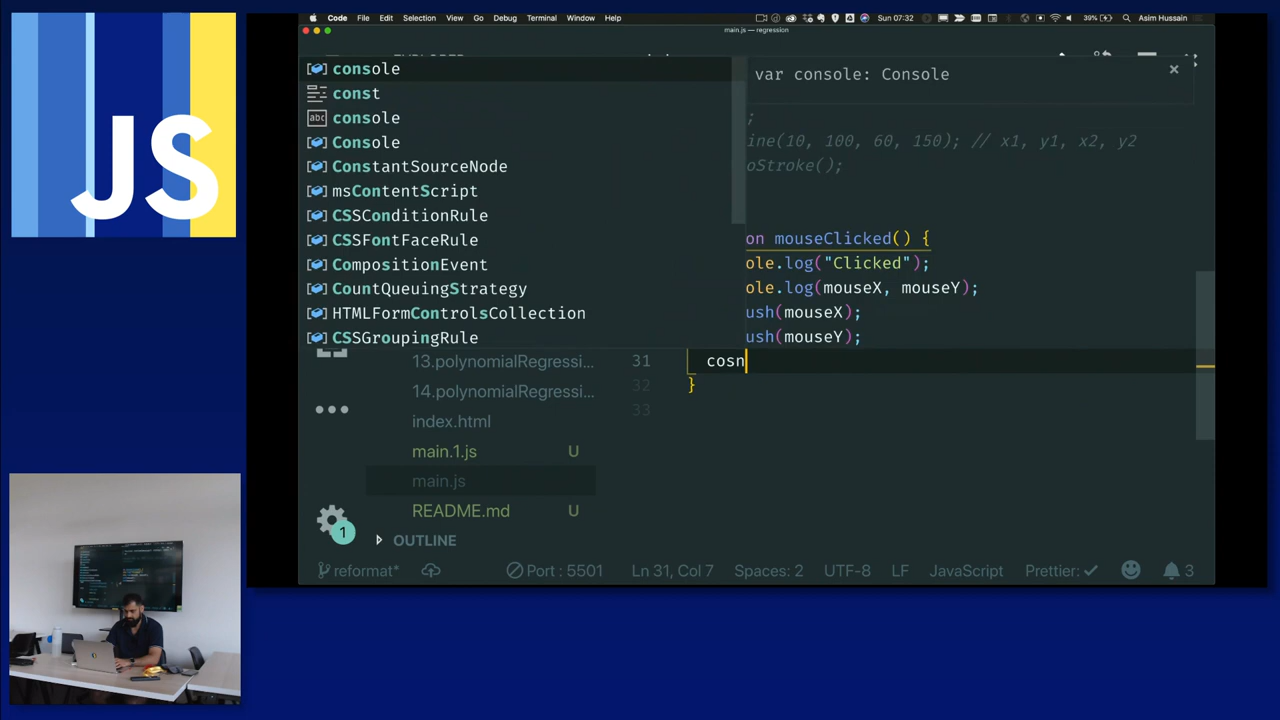 JS
Code File Edit Selection View Go Debug Terminal Window Help Sun 07:32 39% Asim Hussain
main.js — regression
console
const
console
Console
ConstantSourceNode
msContentScript
CSSConditionRule
CSSFontFaceRule
CompositionEvent
CountQueuingStrategy
HTMLFormControlsCollection
CSSGroupingRule
var console: Console
;
ine(10, 100, 60, 150); // x1, y1, x2, y2
oStroke();
on mouseClicked() {
ole.log("Clicked");
ole.log(mouseX, mouseY);
ush(mouseX);
ush(mouseY);
31 cosn
32 }
33
13.polynomialRegressi...
14.polynomialRegressi...
index.html
main.1.js U
main.js
README.md U
1
OUTLINE
reformat* Port : 5501 Ln 31, Col 7 Spaces: 2 UTF-8 LF JavaScript Prettier: ✓ 3